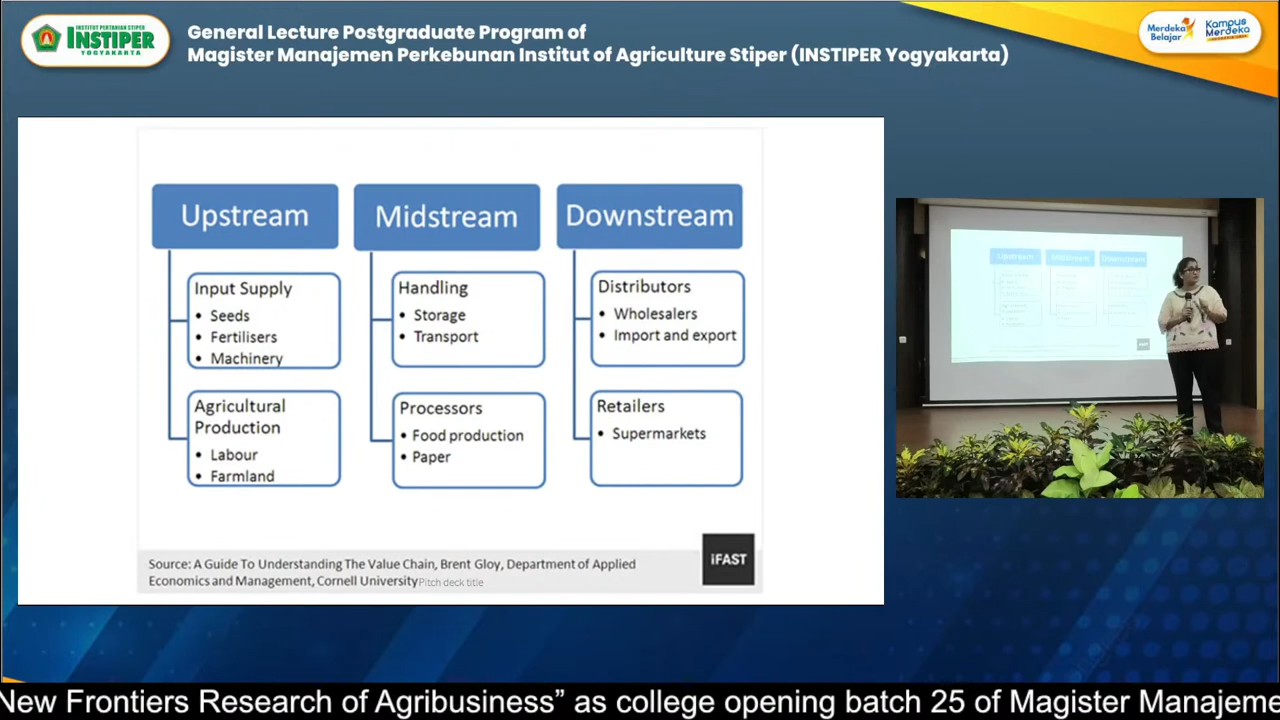 INSTITUT PERTANIAN STIPER
INSTIPER
YOGYAKARTA
General Lecture Postgraduate Program of
Magister Manajemen Perkebunan Institut of Agriculture Stiper (INSTIPER Yogyakarta)
Merdeka
Belajar
Kampus
Merdeka
Upstream
Input Supply
• Seeds
• Fertilisers
• Machinery
Agricultural
Production
• Labour
• Farmland
Midstream
Handling
• Storage
• Transport
Processors
• Food production
• Paper
Downstream
Distributors
• Wholesalers
• Import and export
Retailers
• Supermarkets
Source: A Guide To Understanding The Value Chain, Brent Gloy, Department of Applied
Economics and Management, Cornell University Pitch deck title
iFAST
Upstream
Midstream
Downstream
New Frontiers Research of Agribusiness” as college opening batch 25 of Magister Manajeme